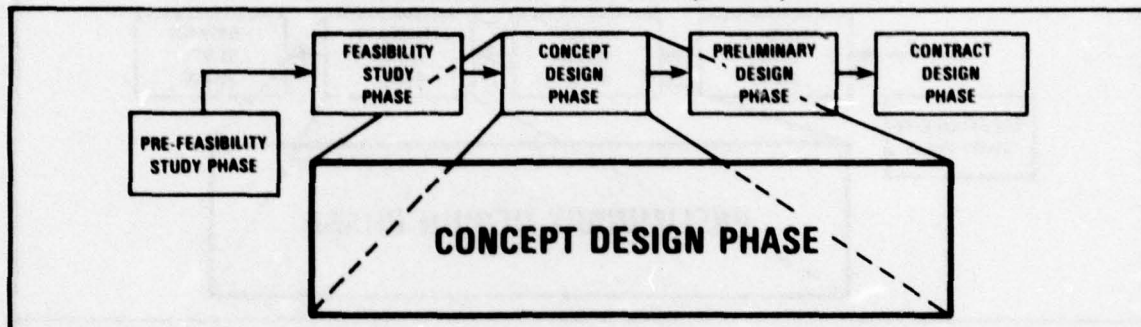 FEASIBILITY
STUDY
PHASE
CONCEPT
DESIGN
PHASE
PRELIMINARY
DESIGN
PHASE
CONTRACT
DESIGN
PHASE
PRE-FEASIBILITY
STUDY PHASE
CONCEPT DESIGN PHASE